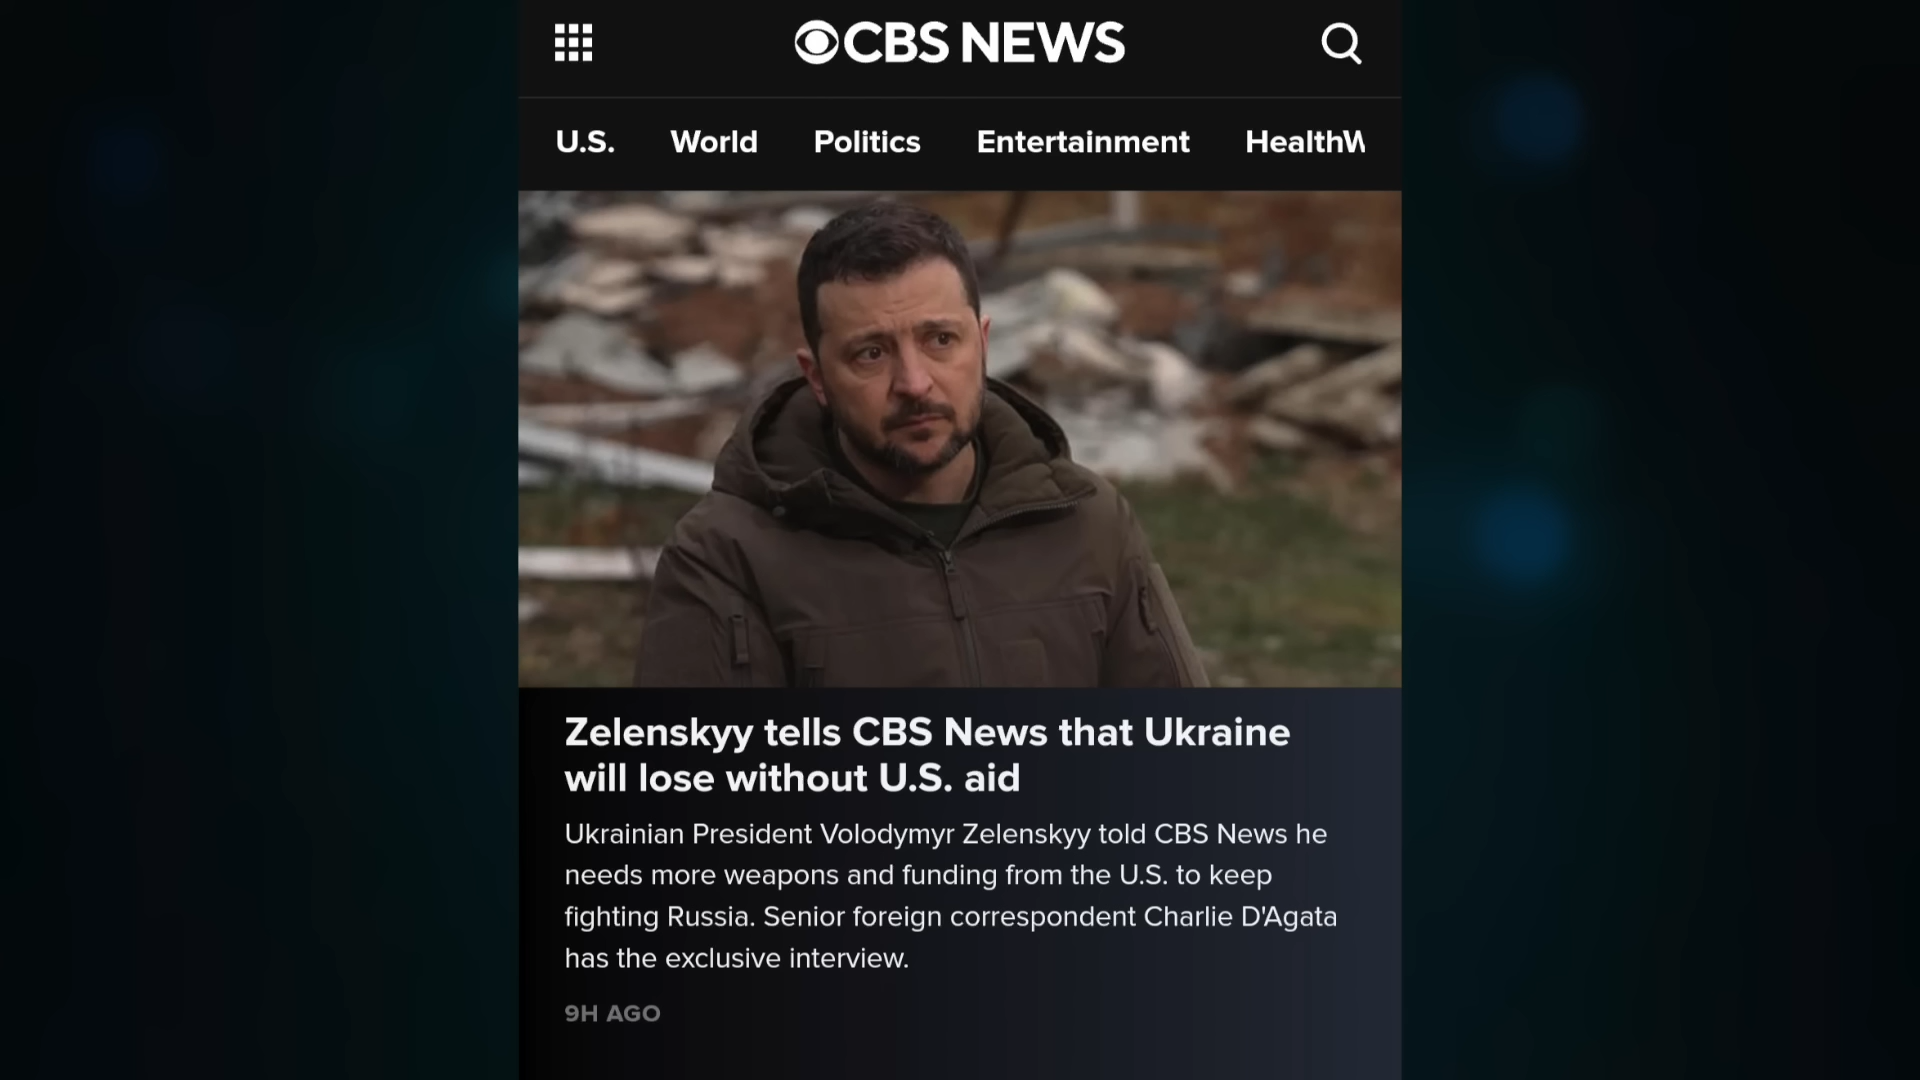 CBS NEWS
U.S. World Politics Entertainment HealthW
Zelenskyy tells CBS News that Ukraine
will lose without U.S. aid
Ukrainian President Volodymyr Zelenskyy told CBS News he
needs more weapons and funding from the U.S. to keep
fighting Russia. Senior foreign correspondent Charlie D'Agata
has the exclusive interview.
9H AGO